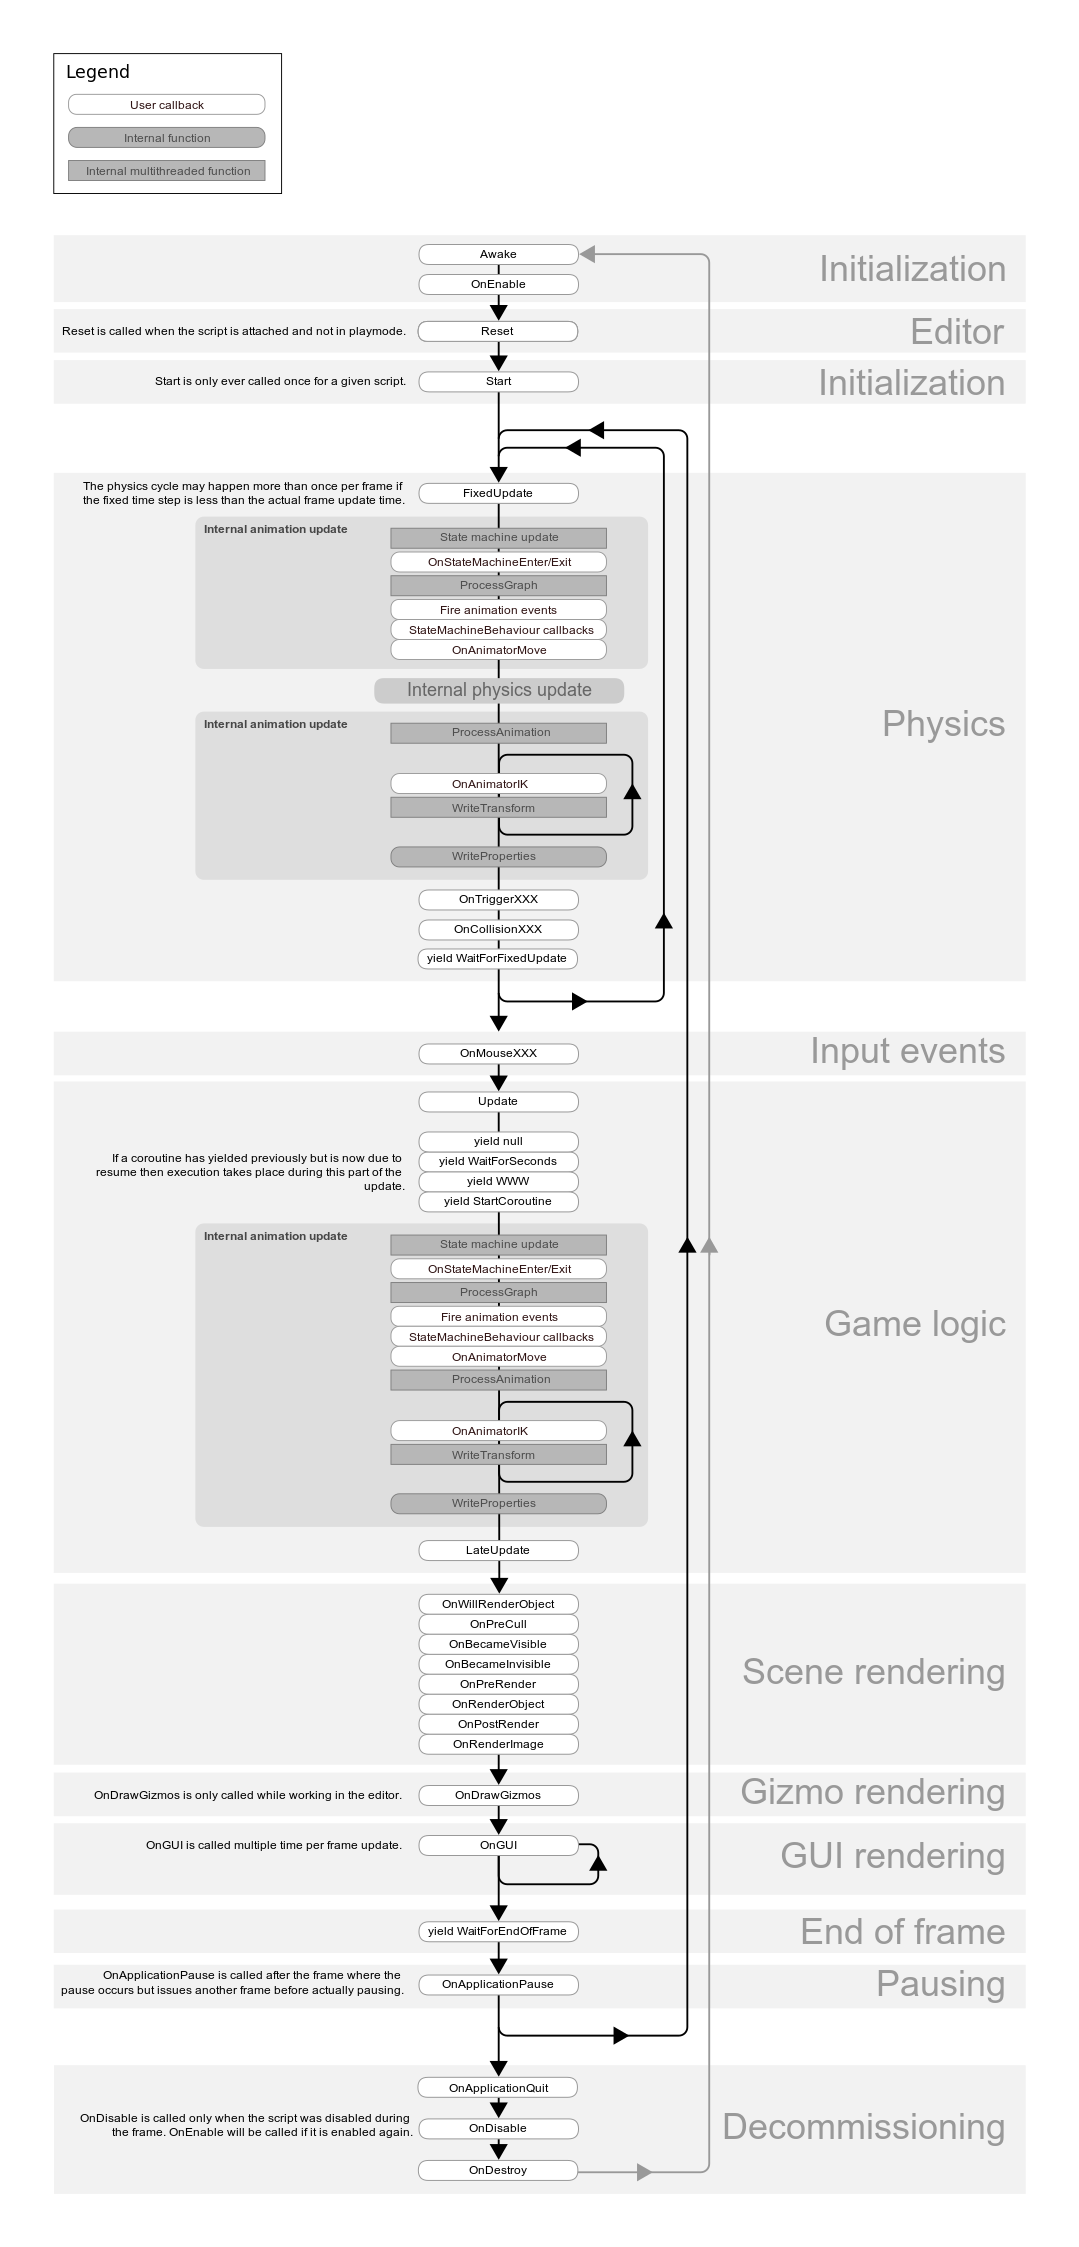 Legend
User callback
Internal function
Internal multithreaded function
Awake
Initialization
OnEnable
Reset is called when the script is attached and not in playmode.
Reset
Editor
Start is only ever called once for a given script.
Start
Initialization
The physics cycle may happen more than once per frame if
the fixed time step is less than the actual frame update time.
FixedUpdate
Internal animation update
State machine update
OnStateMachineEnter/Exit
ProcessGraph
Fire animation events
StateMachineBehaviour callbacks
OnAnimatorMove
Internal physics update
Physics
Internal animation update
ProcessAnimation
OnAnimatorIK
WriteTransform
WriteProperties
OnTriggerXXX
OnCollisionXXX
yield WaitForFixedUpdate
OnMouseXXX
Input events
Update
yield null
If a coroutine has yielded previously but is now due to
resume then execution takes place during this part of the
update.
yield WaitForSeconds
yield WWW
yield StartCoroutine
Internal animation update
State machine update
OnStateMachineEnter/Exit
ProcessGraph
Fire animation events
StateMachineBehaviour callbacks
OnAnimatorMove
Game logic
ProcessAnimation
OnAnimatorIK
WriteTransform
WriteProperties
LateUpdate
OnWillRenderObject
OnPreCull
OnBecameVisible
OnBecameInvisible
OnPreRender
OnRenderObject
OnPostRender
OnRenderImage
Scene rendering
OnDrawGizmos is only called while working in the editor.
OnDrawGizmos
Gizmo rendering
OnGUI is called multiple time per frame update.
OnGUI
GUI rendering
yield WaitForEndOfFrame
End of frame
OnApplicationPause is called after the frame where the
pause occurs but issues another frame before actually pausing.
OnApplicationPause
Pausing
OnApplicationQuit
OnDisable is called only when the script was disabled during
the frame. OnEnable will be called if it is enabled again.
OnDisable
Decommissioning
OnDestroy